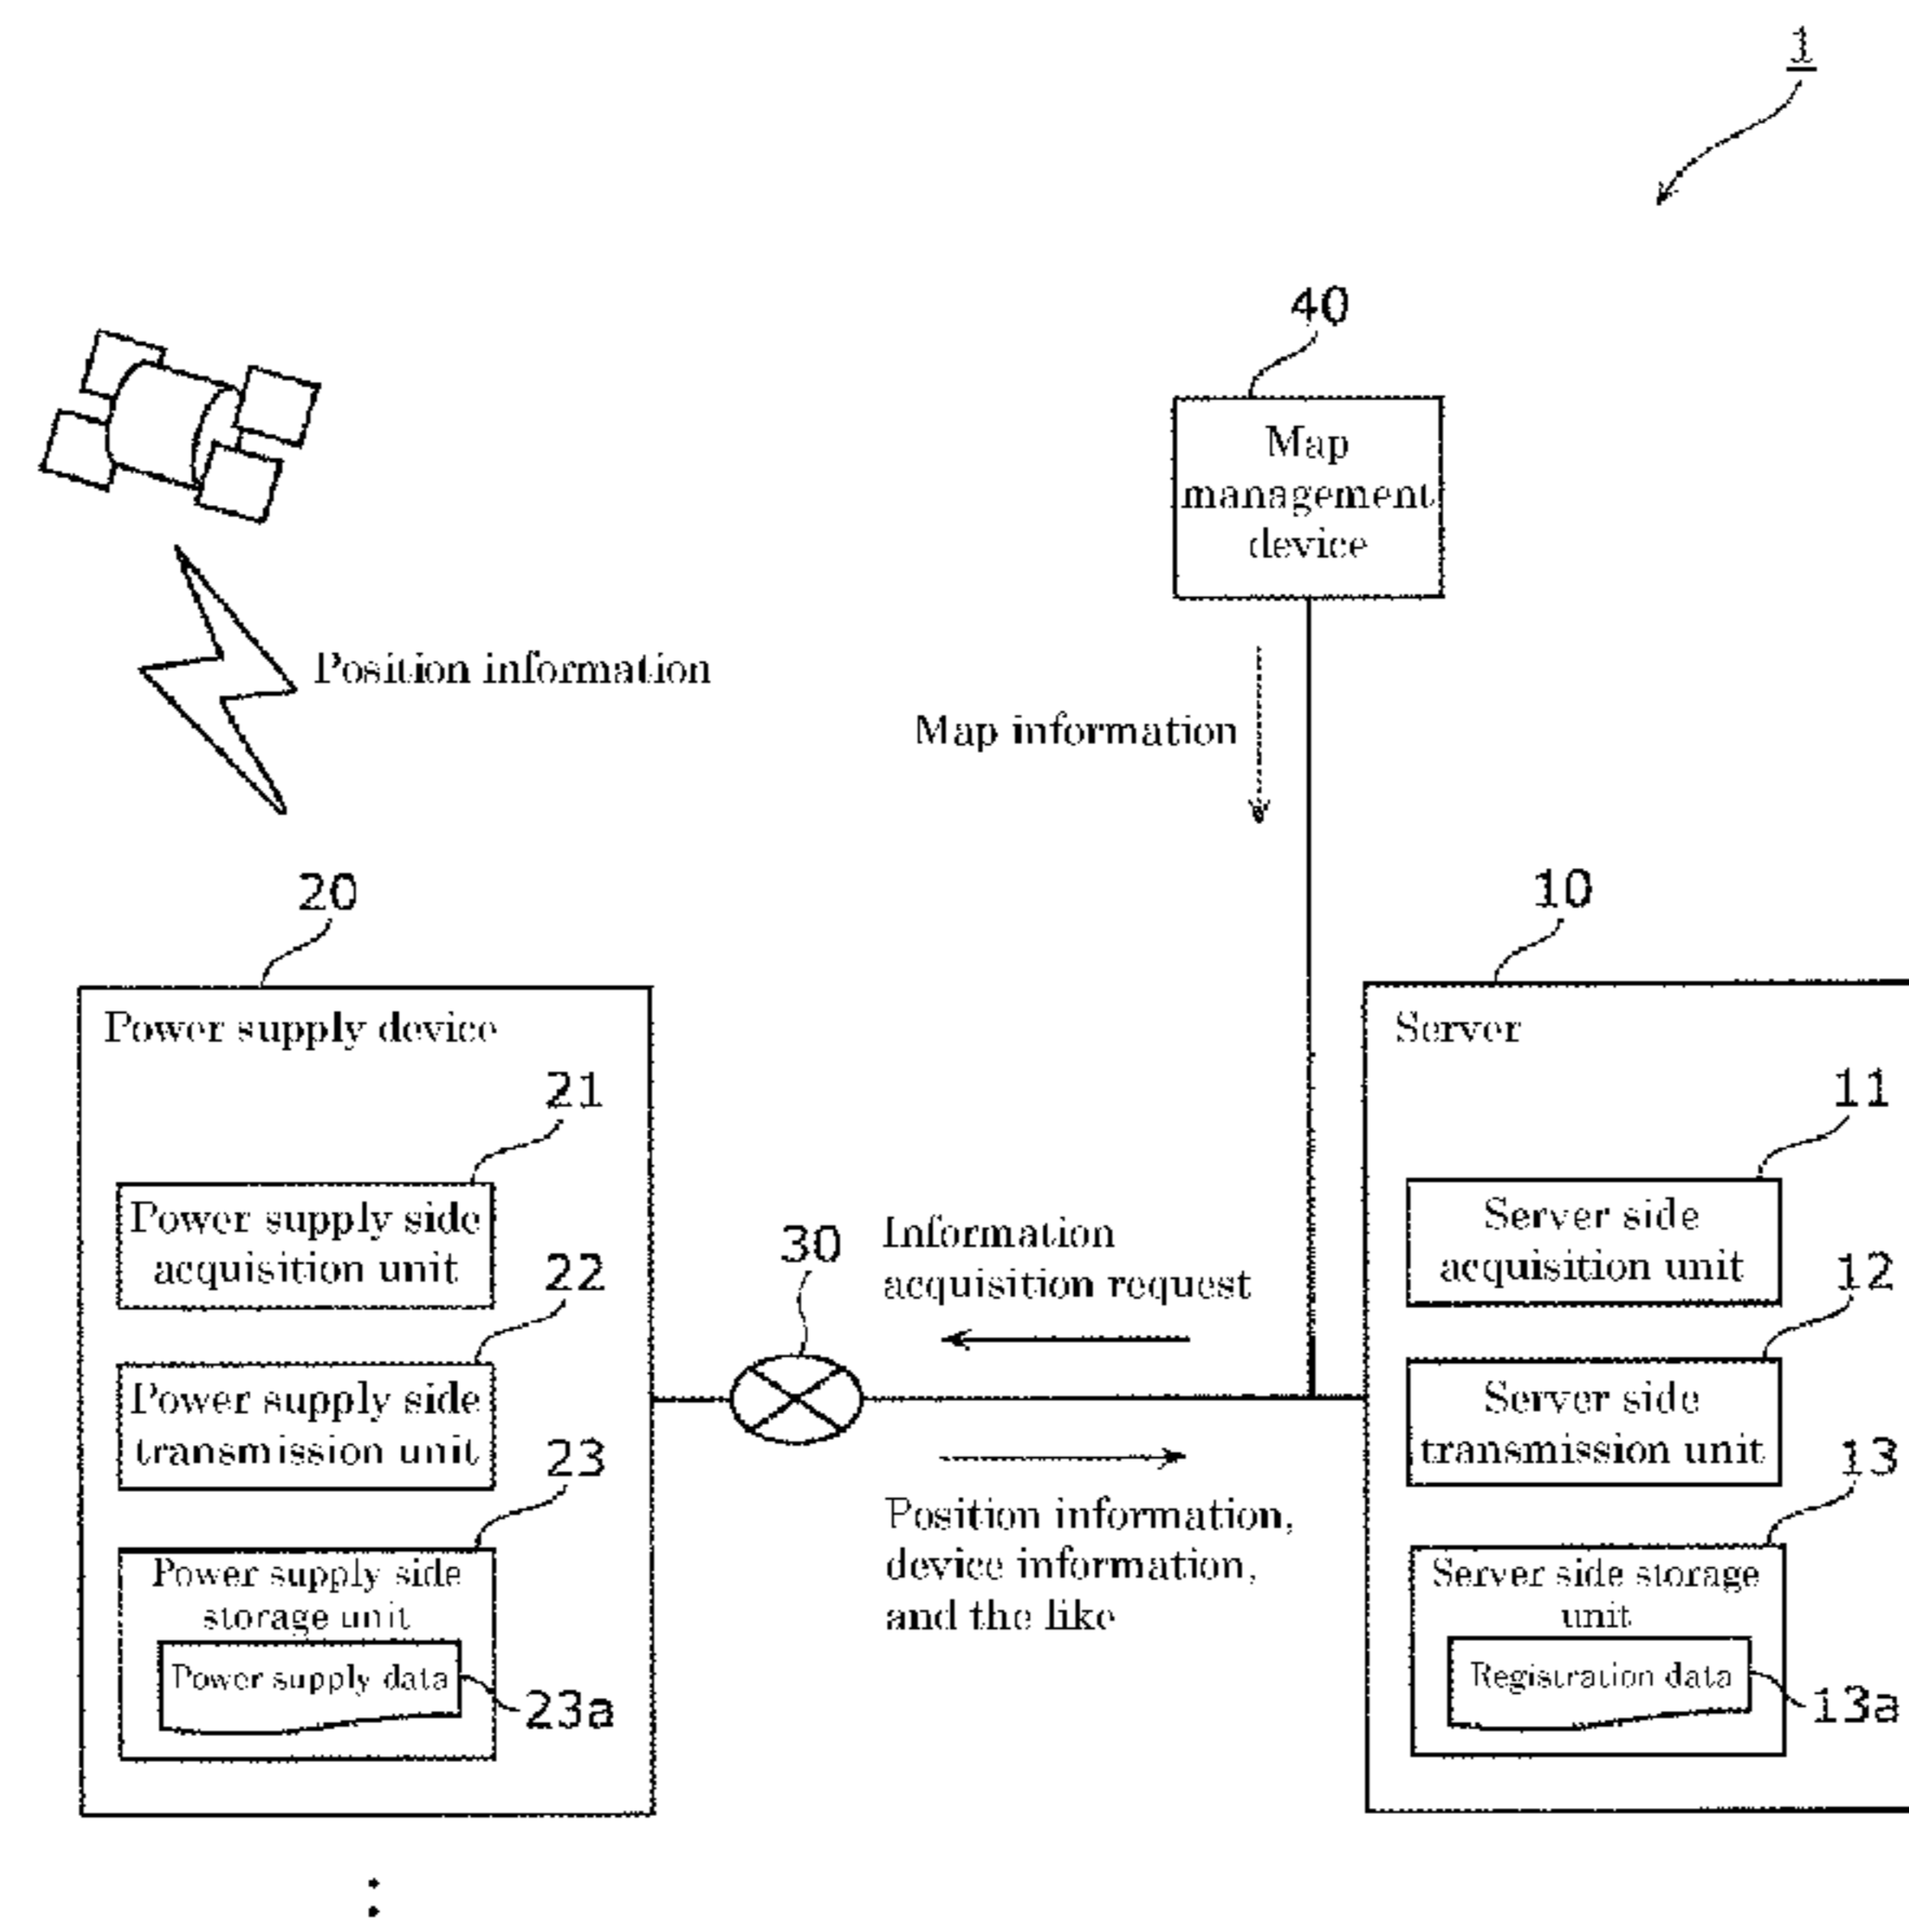 1
40
Map
management
device
Position information
Map information
20
10
Power supply device
Server
21
11
Power supply side
acquisition unit
Server side
acquisition unit
30
Information
acquisition request
22
12
Power supply side
transmission unit
Server side
transmission unit
23
13
Position information,
device information,
and the like
Power supply side
storage unit
Server side storage
unit
Power supply data
23a
Registration data
13a